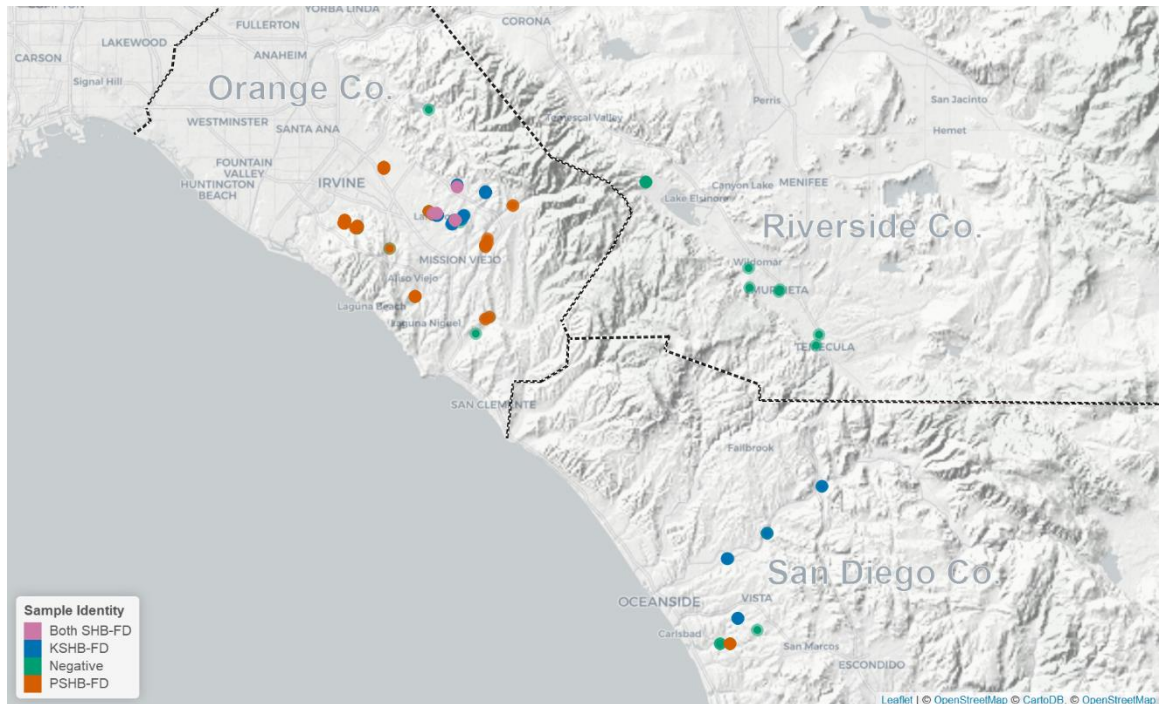 YORBA LINDA
CORONA
FULLERTON
LAKEWOOD
CARSON
ANAHEIM
Signal Hill
Orange Co.
Perris
San Jacinto
WESTMINSTER
SANTA ANA
Temescal Valley
Hemet
FOUNTAIN
VALLEY
HUNTINGTON
BEACH
IRVINE
Canyon Lake
MENIFEE
Lake Elsinore
Riverside Co.
MISSION VIEJO
Wildomar
Aliso Viejo
MURRIETA
Laguna Beach
Laguna Niguel
TEMECULA
SAN CLEMENTE
Fallbrook
San Diego Co.
OCEANSIDE
VISTA
Carlsbad
San Marcos
ESCONDIDO
Sample Identity
Both SHB-FD
KSHB-FD
Negative
PSHB-FD
Leaflet | © OpenStreetMap © CartoDB, © OpenStreetMap